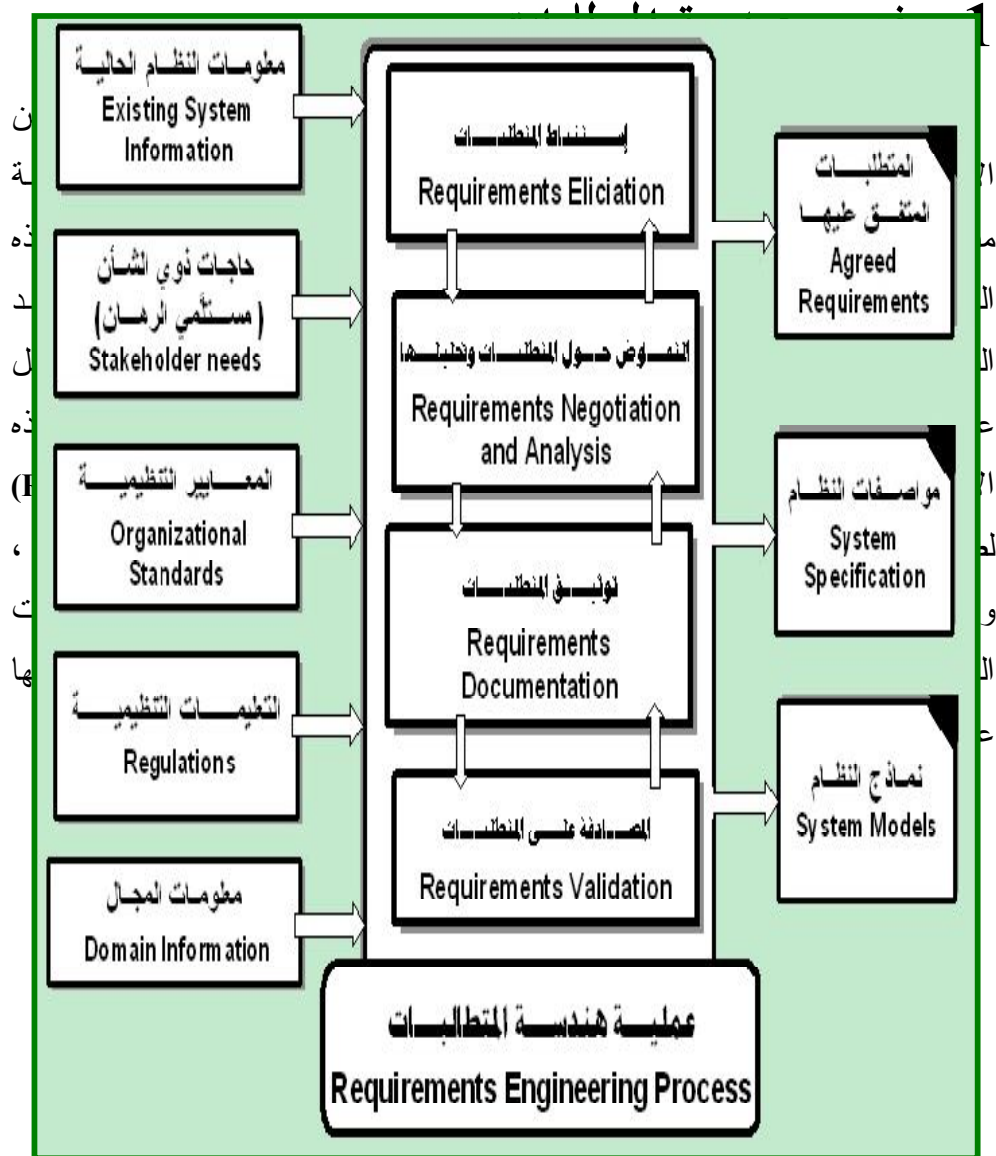 معلومات النظام الحالية
Existing System
Information
حاجات ذوي الشأن
(مستلمي الرهان)
Stakeholder needs
المعايير التنظيمية
Organizational
Standards
التعليمات التنظيمية
Regulations
معلومات المجال
Domain Information
إستنباط المتطلبات
Requirements Eliciation
التفاوض حول المتطلبات وتحليلها
Requirements Negotiation
and Analysis
توثيق المتطلبات
Requirements
Documentation
المصادقة على المتطلبات
Requirements Validation
عملية هندسة المتطالبات
Requirements Engineering Process
المتطلبات
المتفق عليها
Agreed
Requirements
مواصفات النظام
System
Specification
نماذج النظام
System Models